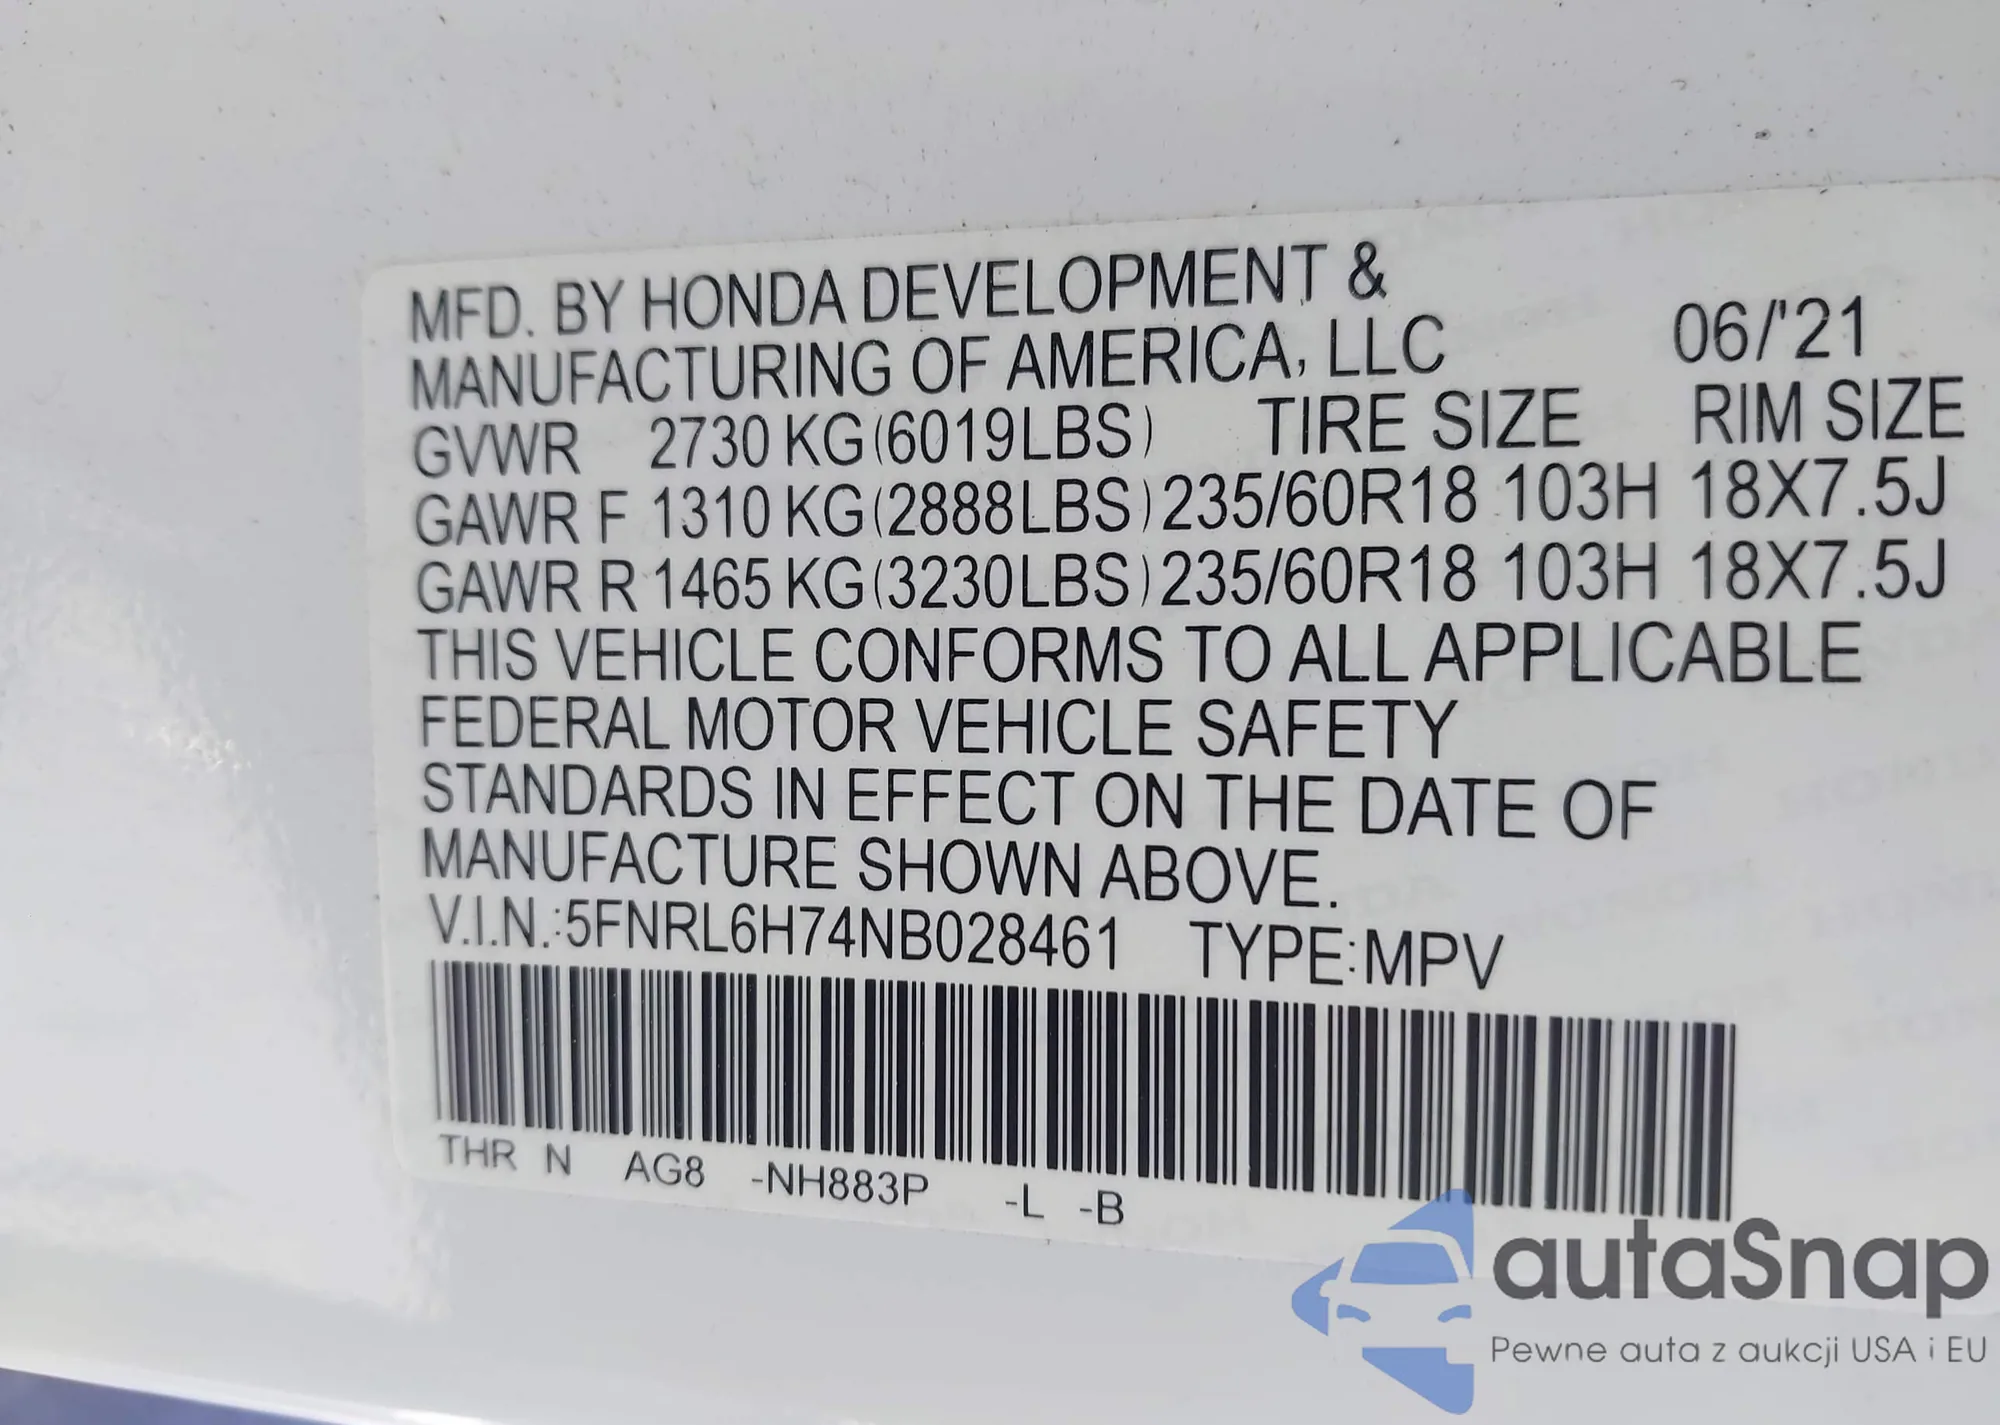 MFD. BY HONDA DEVELOPMENT &
MANUFACTURING OF AMERICA, LLC 06/'21
GVWR 2730 KG (6019LBS) TIRE SIZE RIM SIZE
GAWR F 1310 KG (2888LBS) 235/60R18 103H 18X7.5J
GAWR R 1465 KG (3230LBS) 235/60R18 103H 18X7.5J
THIS VEHICLE CONFORMS TO ALL APPLICABLE
FEDERAL MOTOR VEHICLE SAFETY
STANDARDS IN EFFECT ON THE DATE OF
MANUFACTURE SHOWN ABOVE.
V.I.N.:5FNRL6H74NB028461 TYPE:MPV
THR N AG8 -NH883P -L -B
autaSnap
Pewne auta z aukcji USA i EU